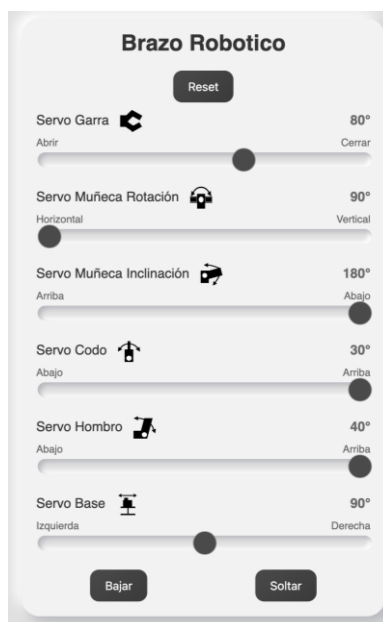 Brazo Robotico
Reset
Servo Garra 80°
Abrir Cerrar
Servo Muñeca Rotación 90°
Horizontal Vertical
Servo Muñeca Inclinación 180°
Arriba Abajo
Servo Codo 30°
Abajo Arriba
Servo Hombro 40°
Abajo Arriba
Servo Base 90°
Izquierda Derecha
Bajar Soltar